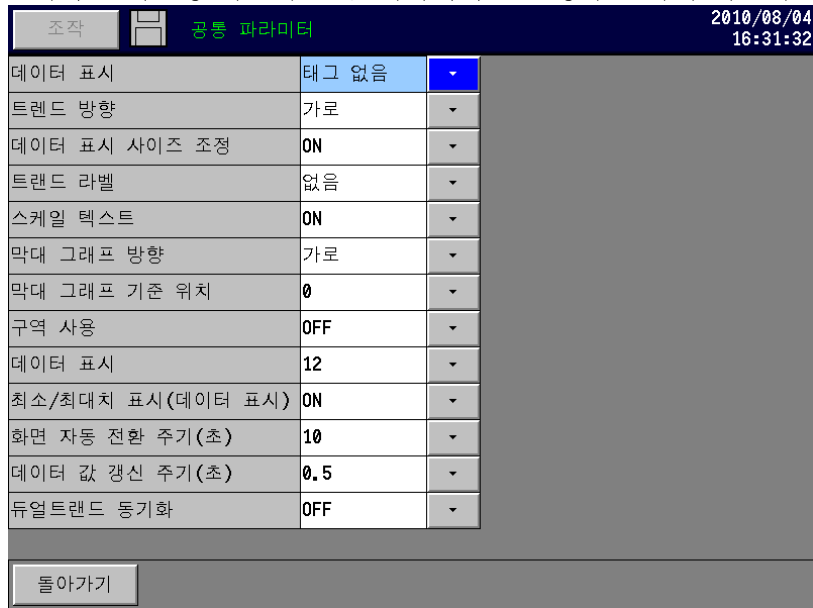 조작
공통 파라미터
2010/08/04
16:31:32
데이터 표시 태그 없음
트렌드 방향 가로
데이터 표시 사이즈 조정 ON
트랜드 라벨 없음
스케일 텍스트 ON
막대 그래프 방향 가로
막대 그래프 기준 위치 0
구역 사용 OFF
데이터 표시 12
최소/최대치 표시(데이터 표시) ON
화면 자동 전환 주기(초) 10
데이터 값 갱신 주기(초) 0.5
듀얼트랜드 동기화 OFF
돌아가기